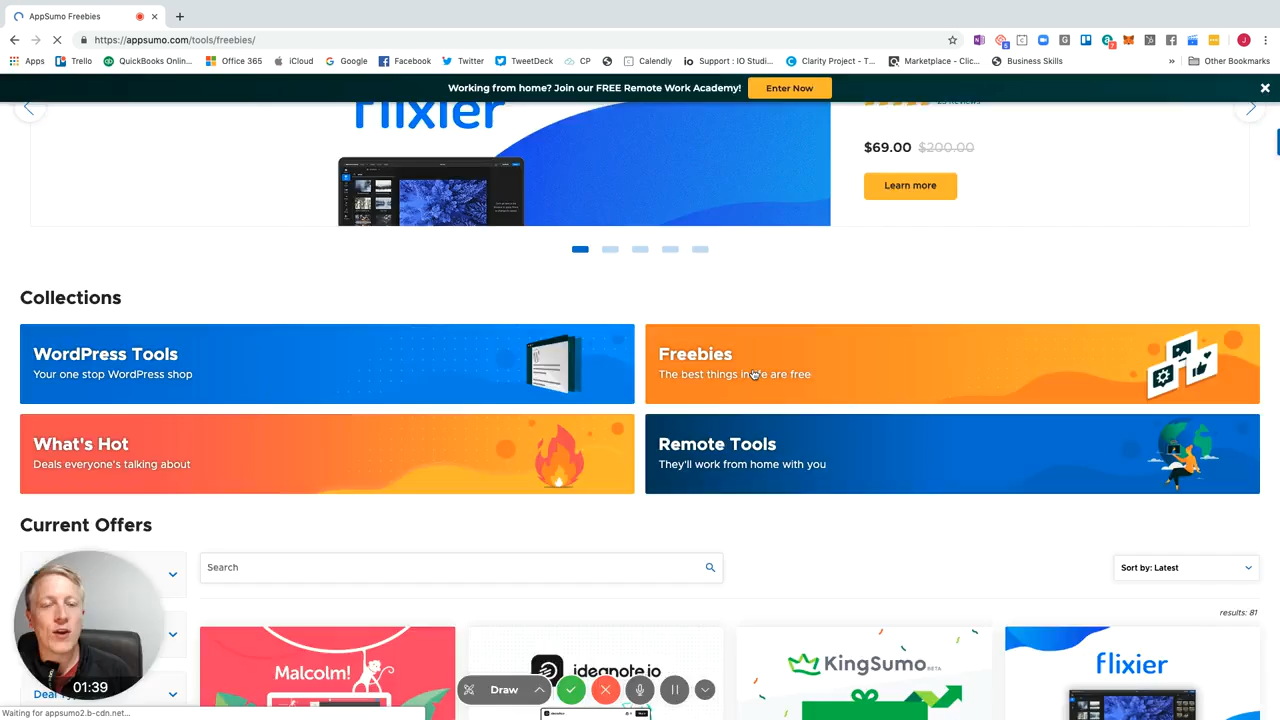 AppSumo Freebies
https://appsumo.com/tools/freebies/
Apps Trello QuickBooks Onlin... Office 365 iCloud Google Facebook Twitter TweetDeck CP Calendly io Support : IO Studi... Clarity Project - T... Marketplace - Clic... Business Skills » Other Bookmarks
Working from home? Join our FREE Remote Work Academy! Enter Now
flixier
$69.00 $200.00
Learn more
Collections
WordPress Tools
Your one stop WordPress shop
Freebies
The best things in life are free
What's Hot
Deals everyone's talking about
Remote Tools
They'll work from home with you
Current Offers
Search
Sort by: Latest
results: 81
Malcolm!
ideanote.io
KingSumo BETA
flixier
Draw
01:39
Waiting for appsumo2.b-cdn.net...